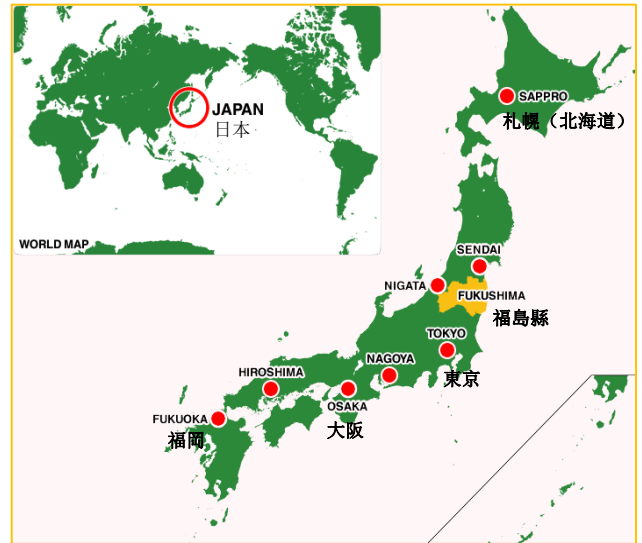 JAPAN
日本
WORLD MAP
SAPPRO
札幌（北海道）
SENDAI
NIGATA
FUKUSHIMA
福島縣
TOKYO
東京
NAGOYA
HIROSHIMA
OSAKA
大阪
FUKUOKA
福岡